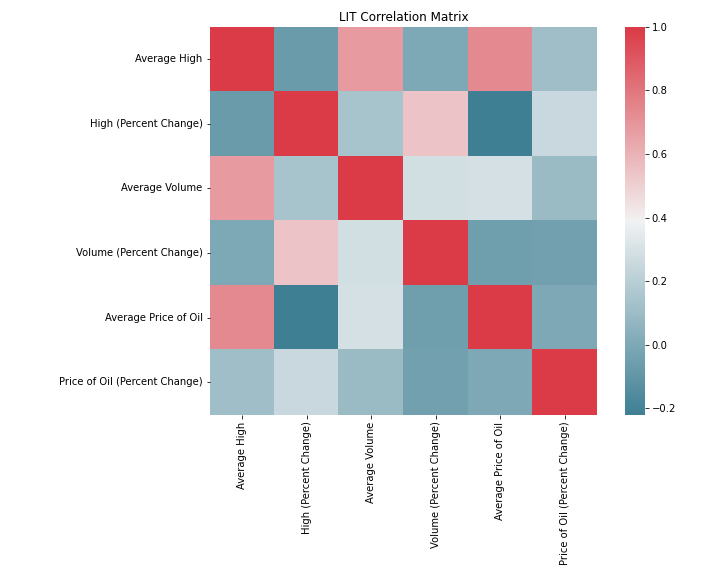 LIT Correlation Matrix
Average High
High (Percent Change)
Average Volume
Volume (Percent Change)
Average Price of Oil
Price of Oil (Percent Change)
Average High
High (Percent Change)
Average Volume
Volume (Percent Change)
Average Price of Oil
Price of Oil (Percent Change)
1.0
0.8
0.6
0.4
0.2
0.0
−0.2